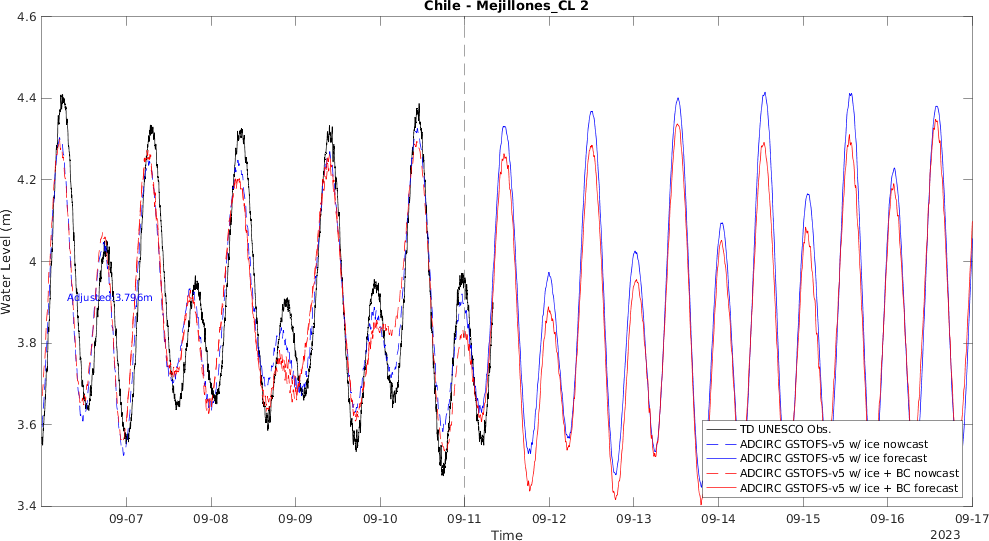 Chile - Mejillones_CL 2
4.6
4.4
4.2
4
3.8
3.6
3.4
Water Level (m)
Adjusted 3.796m
TD UNESCO Obs.
ADCIRC GSTOFS-v5 w/ ice nowcast
ADCIRC GSTOFS-v5 w/ ice forecast
ADCIRC GSTOFS-v5 w/ ice + BC nowcast
ADCIRC GSTOFS-v5 w/ ice + BC forecast
09-07 09-08 09-09 09-10 09-11 09-12 09-13 09-14 09-15 09-16 09-17
Time
2023